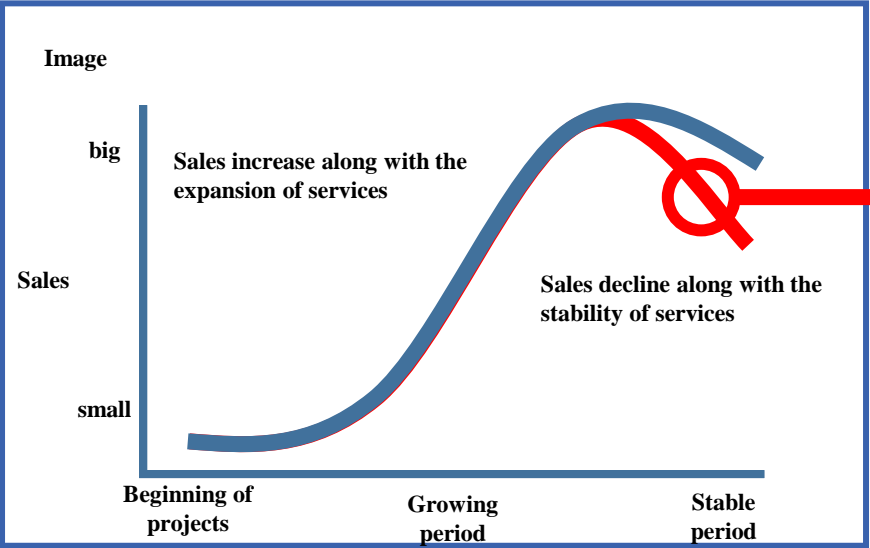 Image
big
Sales increase along with the
expansion of services
Sales
Sales decline along with the
stability of services
small
Beginning of
projects
Growing
period
Stable
period